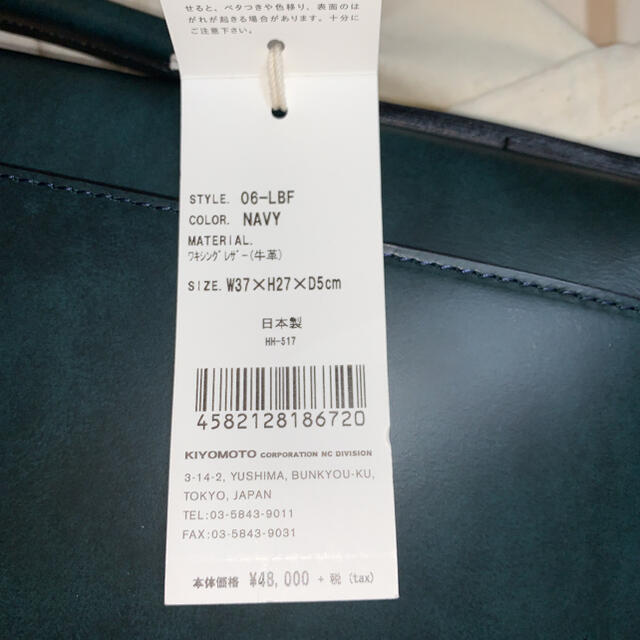 せると、ベタつきや色移り、表面のは
がれが起きる場合があります。十分に
ご注意下さい。
STYLE. 06-LBF
COLOR. NAVY
MATERIAL.
ワキシングレザー(牛革)
SIZE. W37×H27×D5cm
日本製
HH-517
4582128186720
KIYOMOTO CORPORATION NC DIVISION
3-14-2, YUSHIMA, BUNKYOU-KU,
TOKYO, JAPAN
TEL:03-5843-9011
FAX:03-5843-9031
本体価格 ¥48,000 + 税 (tax)